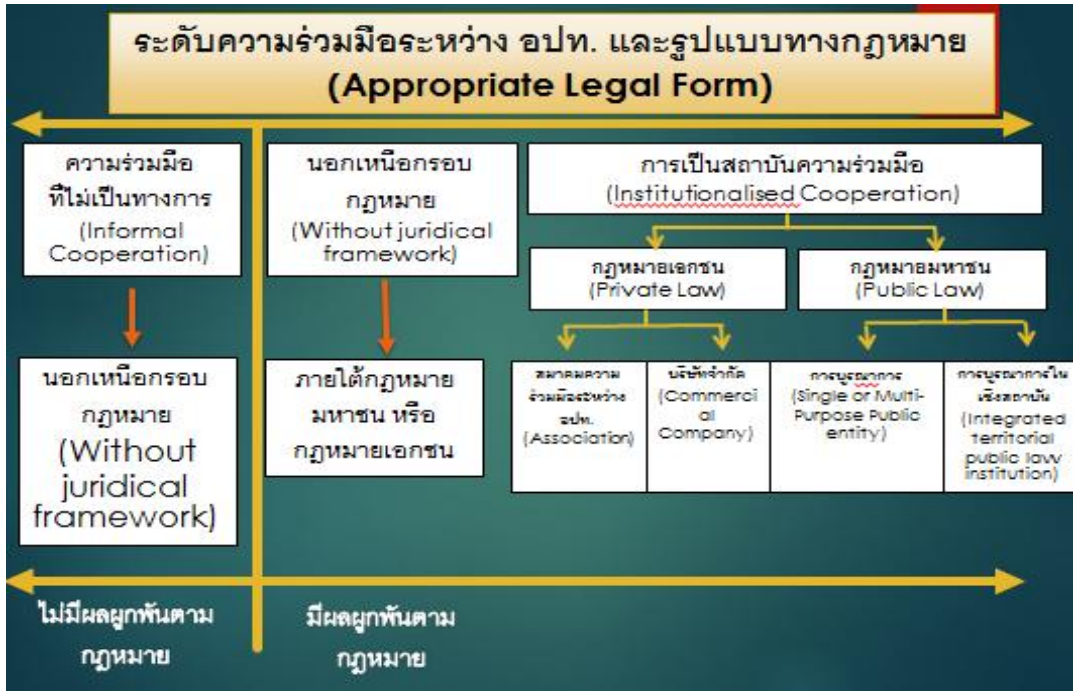 ระดับความร่วมมือระหว่าง อปท. และรูปแบบทางกฎหมาย
(Appropriate Legal Form)
ความร่วมมือ
ที่ไม่เป็นทางการ
(Informal
Cooperation)
นอกเหนือกรอบ
กฎหมาย
(Without juridical
framework)
การเป็นสถาบันความร่วมมือ
(Institutionalised Cooperation)
กฎหมายเอกชน
(Private Law)
กฎหมายมหาชน
(Public Law)
นอกเหนือกรอบ
กฎหมาย
(Without
juridical
framework)
ภายใต้กฎหมาย
มหาชน หรือ
กฎหมายเอกชน
สมาคมความ
ร่วมมือระหว่าง
อปท.
(Association)
บริษัทจำกัด
(Commerci
al
Company)
การบูรณาการ
(Single or Multi-
Purpose Public
entity)
การบูรณาการใน
เชิงสถาบัน
(Integrated
territorial
public law
institution)
ไม่มีผลผูกพันตาม
กฎหมาย
มีผลผูกพันตาม
กฎหมาย